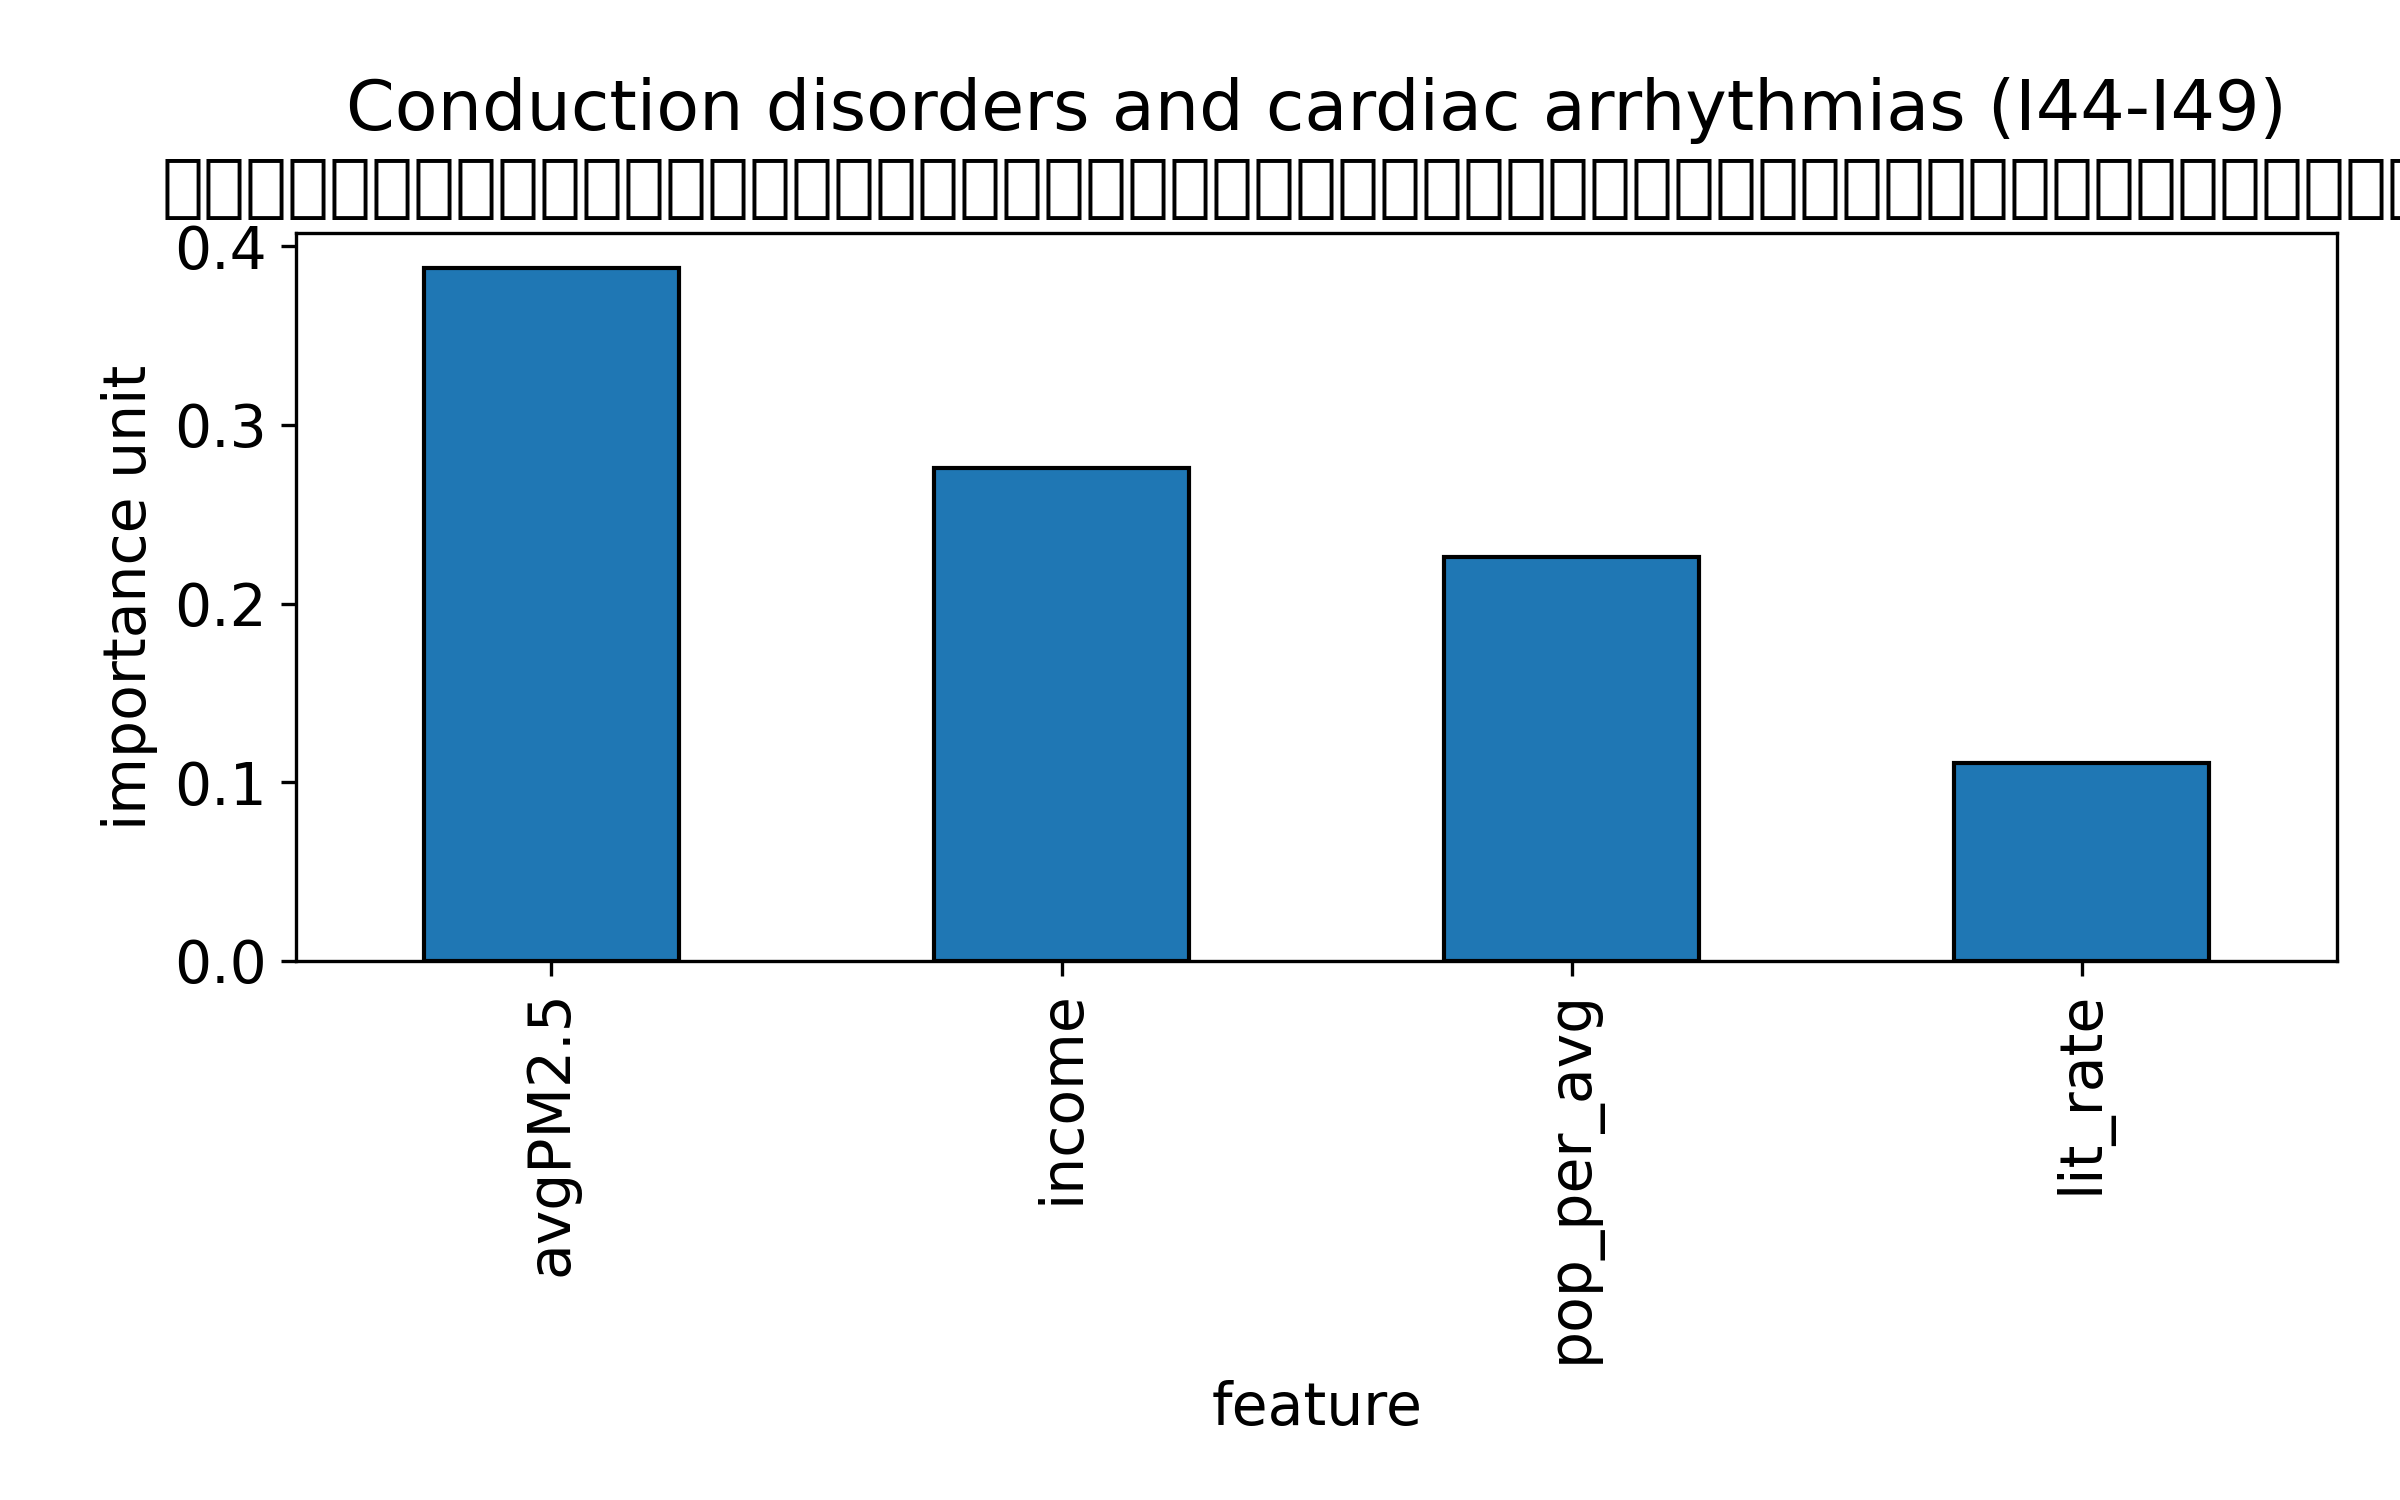 Conduction disorders and cardiac arrhythmias (I44-I49)
0.4
0.3
0.2
0.1
0.0
importance unit
avgPM2.5
income
pop_per_avg
lit_rate
feature